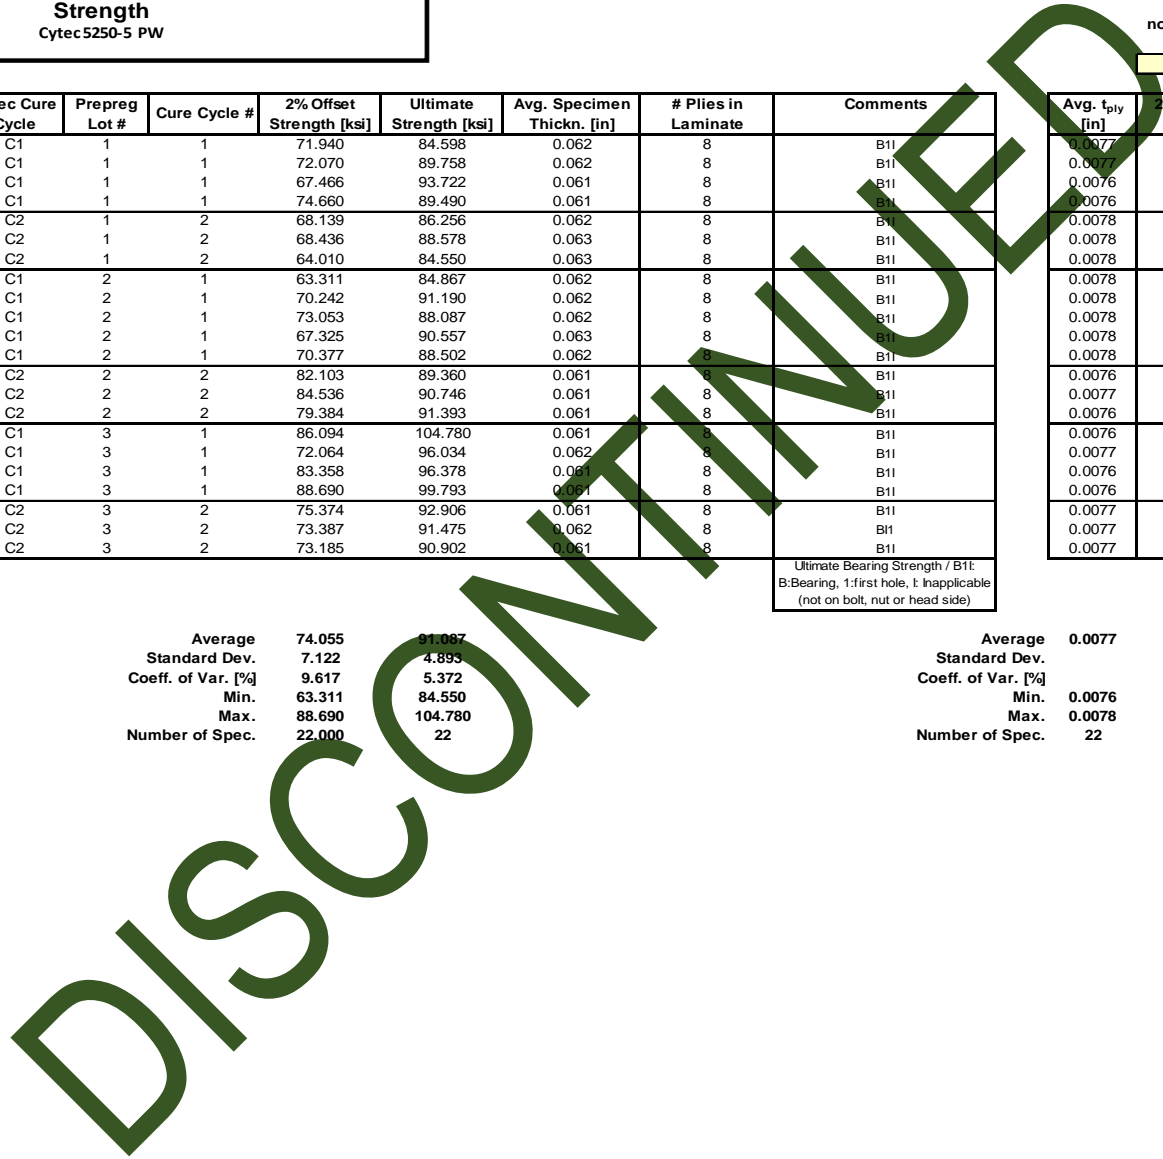 Strength
Cytec 5250-5 PW
ec Cure Cycle Prepreg Lot # Cure Cycle # 2% Offset Strength [ksi] Ultimate Strength [ksi] Avg. Specimen Thickn. [in] # Plies in Laminate Comments Avg. tply [in] 2
C1 1 1 71.940 84.598 0.062 8 B1I 0.0077
C1 1 1 72.070 89.758 0.062 8 B1I 0.0077
C1 1 1 67.466 93.722 0.061 8 B1I 0.0076
C1 1 1 74.660 89.490 0.061 8 B1I 0.0076
C2 1 2 68.139 86.256 0.062 8 B1I 0.0078
C2 1 2 68.436 88.578 0.063 8 B1I 0.0078
C2 1 2 64.010 84.550 0.063 8 B1I 0.0078
C1 2 1 63.311 84.867 0.062 8 B1I 0.0078
C1 2 1 70.242 91.190 0.062 8 B1I 0.0078
C1 2 1 73.053 88.087 0.062 8 B1I 0.0078
C1 2 1 67.325 90.557 0.063 8 B1I 0.0078
C1 2 1 70.377 88.502 0.062 8 B1I 0.0078
C2 2 2 82.103 89.360 0.061 8 B1I 0.0076
C2 2 2 84.536 90.746 0.061 8 B1I 0.0077
C2 2 2 79.384 91.393 0.061 8 B1I 0.0076
C1 3 1 86.094 104.780 0.061 8 B1I 0.0076
C1 3 1 72.064 96.034 0.062 8 B1I 0.0077
C1 3 1 83.358 96.378 0.061 8 B1I 0.0076
C1 3 1 88.690 99.793 0.061 8 B1I 0.0076
C2 3 2 75.374 92.906 0.061 8 B1I 0.0077
C2 3 2 73.387 91.475 0.062 8 BI1 0.0077
C2 3 2 73.185 90.902 0.061 8 B1I 0.0077
Ultimate Bearing Strength / B1I:
B:Bearing, 1:first hole, I: Inapplicable
(not on bolt, nut or head side)
Average 74.055 91.087 Average 0.0077
Standard Dev. 7.122 4.893 Standard Dev.
Coeff. of Var. [%] 9.617 5.372 Coeff. of Var. [%]
Min. 63.311 84.550 Min. 0.0076
Max. 88.690 104.780 Max. 0.0078
Number of Spec. 22.000 22 Number of Spec. 22
DISCONTINUED